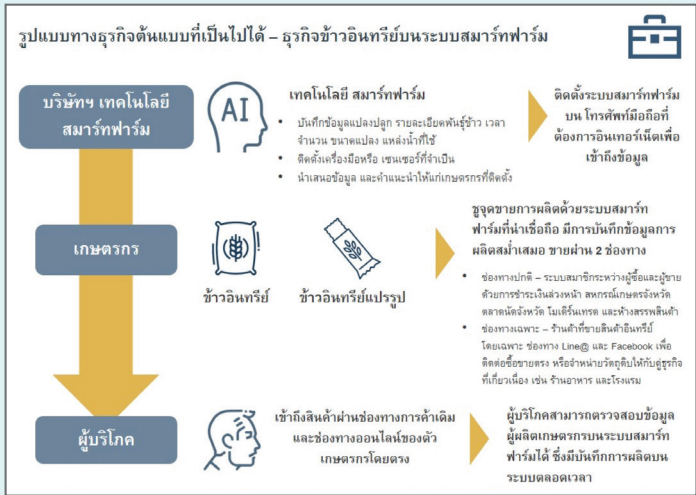 รูปแบบทางธุรกิจต้นแบบที่เป็นไปได้ – ธุรกิจข้าวอินทรีย์บนระบบสมาร์ทฟาร์ม
บริษัทฯ เทคโนโลยี
สมาร์ทฟาร์ม
AI
เทคโนโลยี สมาร์ทฟาร์ม
• บันทึกข้อมูลแปลงปลูก รายละเอียดพันธุ์ข้าว เวลา
จำนวน ขนาดแปลง แหล่งน้ำที่ใช้
• ติดตั้งเครื่องมือหรือ เซนเซอร์ที่จำเป็น
• นำเสนอข้อมูล และคำแนะนำให้แก่เกษตรกรที่ติดตั้ง
ติดตั้งระบบสมาร์ทฟาร์ม
บน โทรศัพท์มือถือที่
ต้องการอินเทอร์เน็ตเพื่อ
เข้าถึงข้อมูล
เกษตรกร
ข้าวอินทรีย์
ข้าวอินทรีย์แปรรูป
ชูจุดขายการผลิตด้วยระบบสมาร์ท
ฟาร์มที่น่าเชื่อถือ มีการบันทึกข้อมูลการ
ผลิตสม่ำเสมอ ขายผ่าน 2 ช่องทาง
• ช่องทางปกติ – ระบบสมาชิกระหว่างผู้ซื้อและผู้ขาย
ด้วยการชำระเงินล่วงหน้า สหกรณ์เกษตรจังหวัด
ตลาดนัดจังหวัด โมเดิร์นเทรด และห้างสรรพสินค้า
• ช่องทางเฉพาะ – ร้านค้าที่ขายสินค้าอินทรีย์
โดยเฉพาะ ช่องทาง Line@ และ Facebook เพื่อ
ติดต่อซื้อขายตรง หรือจำหน่ายวัตถุดิบให้กับคู่ธุรกิจ
ที่เกี่ยวเนื่อง เช่น ร้านอาหาร และโรงแรม
ผู้บริโภค
เข้าถึงสินค้าผ่านช่องทางการค้าเดิม
และช่องทางออนไลน์ของตัว
เกษตรกรโดยตรง
ผู้บริโภคสามารถตรวจสอบข้อมูล
ผู้ผลิตเกษตรกรบนระบบสมาร์ท
ฟาร์มได้ ซึ่งมีบันทึกการผลิตบน
ระบบตลอดเวลา